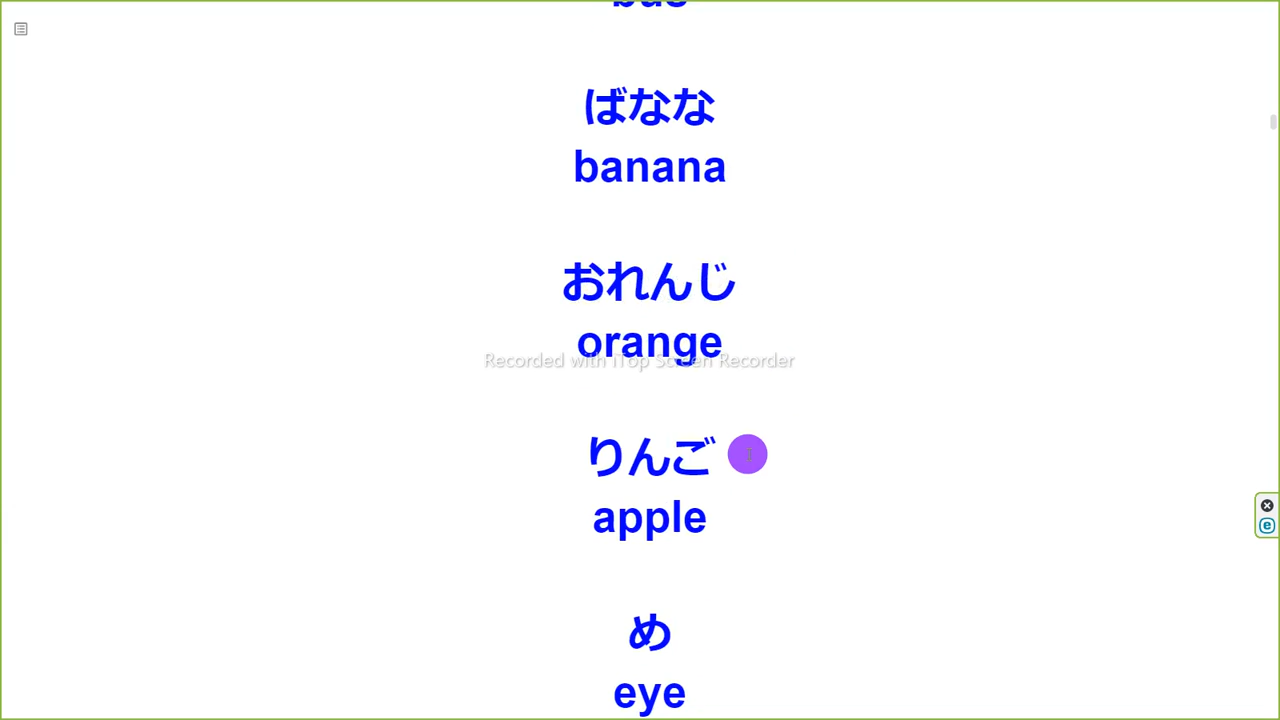 bus
ばなな
banana
おれんじ
orange
Recorded with iTop Screen Recorder
りんご
apple
め
eye